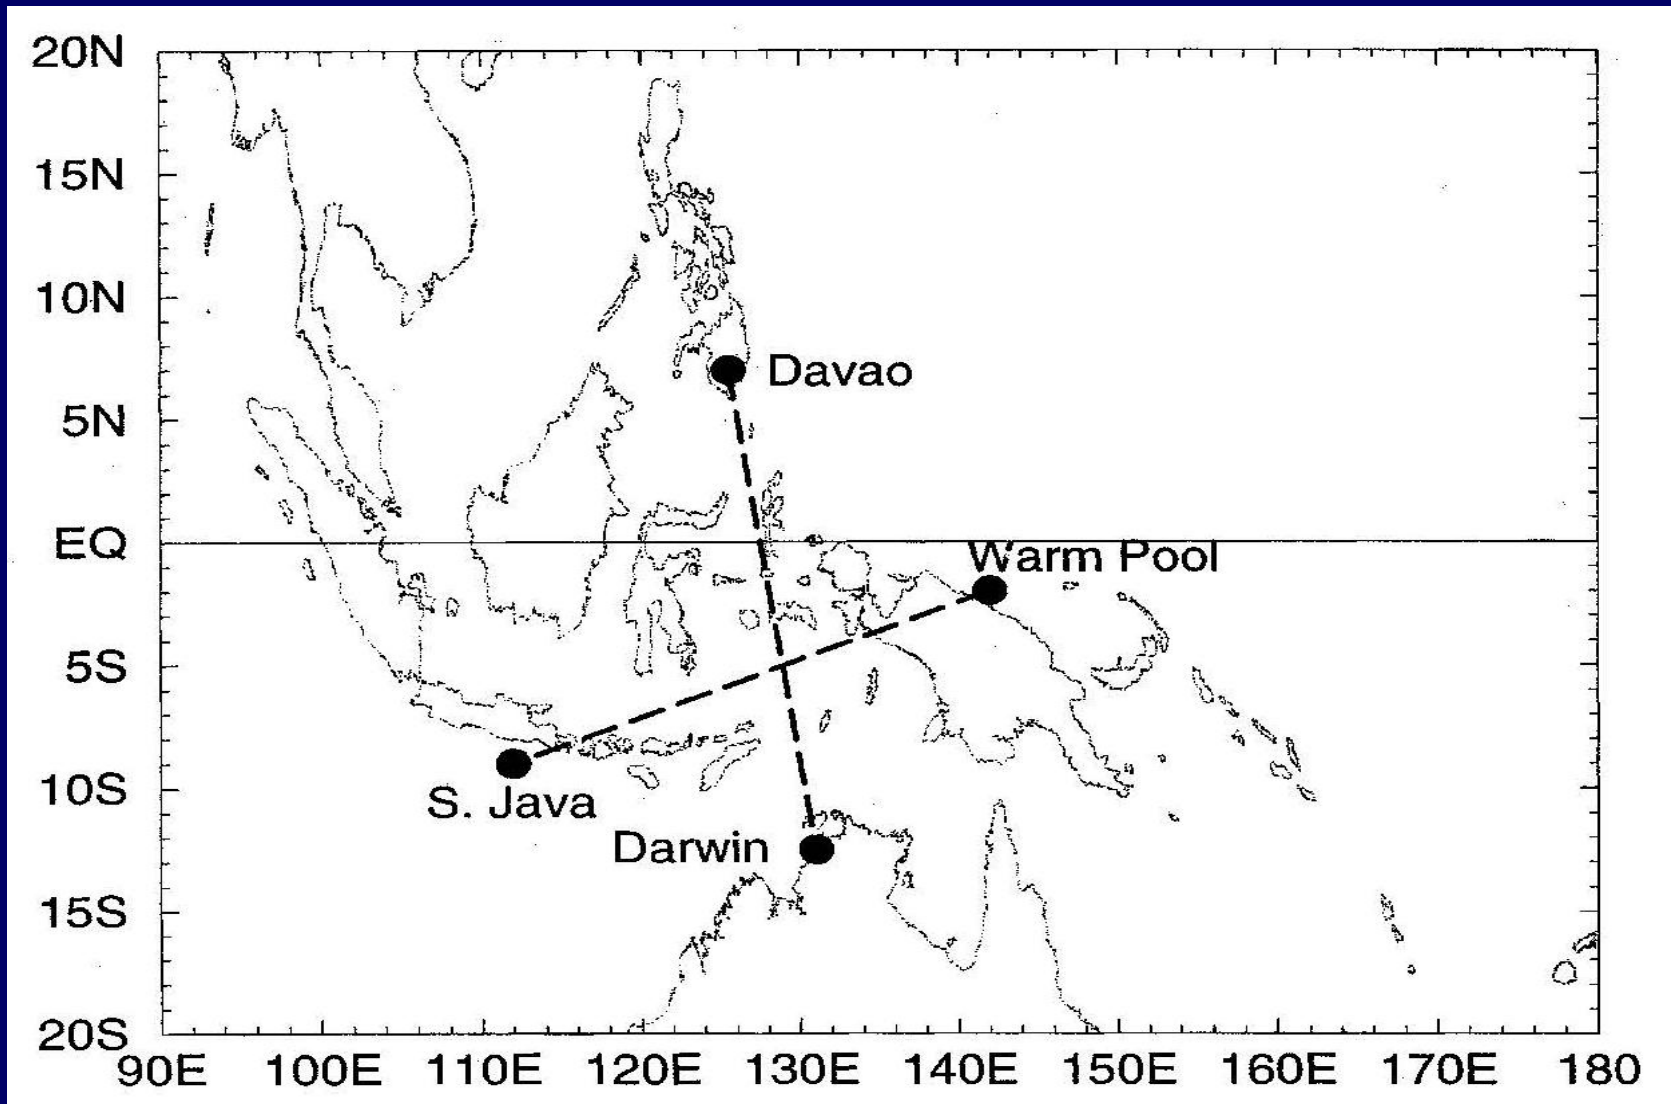 20N
15N
10N
Davao
5N
EQ
Warm Pool
5S
10S
S. Java
Darwin
15S
20S
90E 100E 110E 120E 130E 140E 150E 160E 170E 180